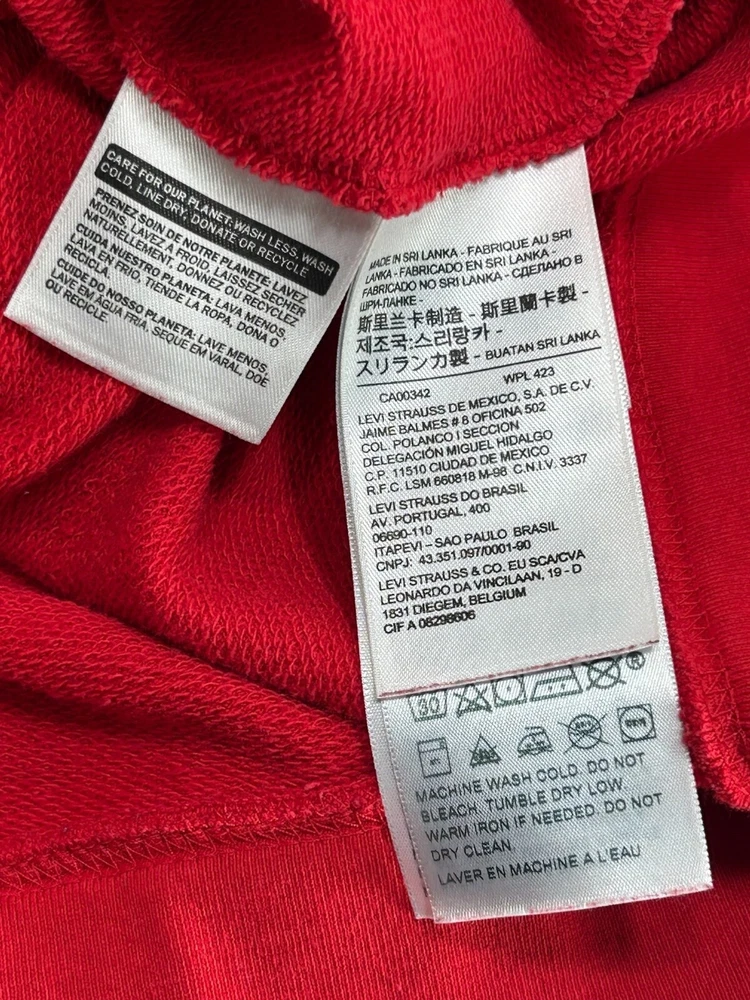 CARE FOR OUR PLANET: WASH LESS, WASH
COLD, LINE DRY, DONATE OR RECYCLE
PRENEZ SOIN DE NOTRE PLANETE: LAVEZ
MOINS, LAVEZ A FROID, LAISSEZ SECHER
NATURELLEMENT, DONNEZ OU RECYCLEZ
CUIDA NUESTRO PLANETA: LAVA MENOS,
LAVA EN FRIO, TIENDE LA ROPA, DONA O
RECICLA.
CUIDE DO NOSSO PLANETA: LAVE MENOS,
LAVE EM AGUA FRIA, SEQUE EM VARAL, DOE
OU RECICLE
MADE IN SRI LANKA - FABRIQUE AU SRI
LANKA - FABRICADO EN SRI LANKA -
FABRICADO NO SRI LANKA - СДЕЛАНО В
ШРИ-ЛАНКЕ -
斯里兰卡制造 - 斯里蘭卡製 -
제조국:스리랑카 -
スリランカ製 - BUATAN SRI LANKA
CA00342 WPL 423
LEVI STRAUSS DE MEXICO, S.A. DE C.V
JAIME BALMES # 8 OFICINA 502
COL. POLANCO I SECCION
DELEGACIÓN MIGUEL HIDALGO
C.P. 11510 CIUDAD DE MEXICO
R.F.C. LSM 660818 M-98 C.N.I.V. 3337
LEVI STRAUSS DO BRASIL
AV. PORTUGAL, 400
06690-110
ITAPEVI – SAO PAULO BRASIL
CNPJ: 43.351.097/0001-90
LEVI STRAUSS & CO. EU SCA/CVA
LEONARDO DA VINCILAAN, 19 - D
1831 DIEGEM, BELGIUM
CIF A 08298606
30 ®
MACHINE WASH COLD. DO NOT
BLEACH. TUMBLE DRY LOW.
WARM IRON IF NEEDED. DO NOT
DRY CLEAN.
LAVER EN MACHINE A L'EAU